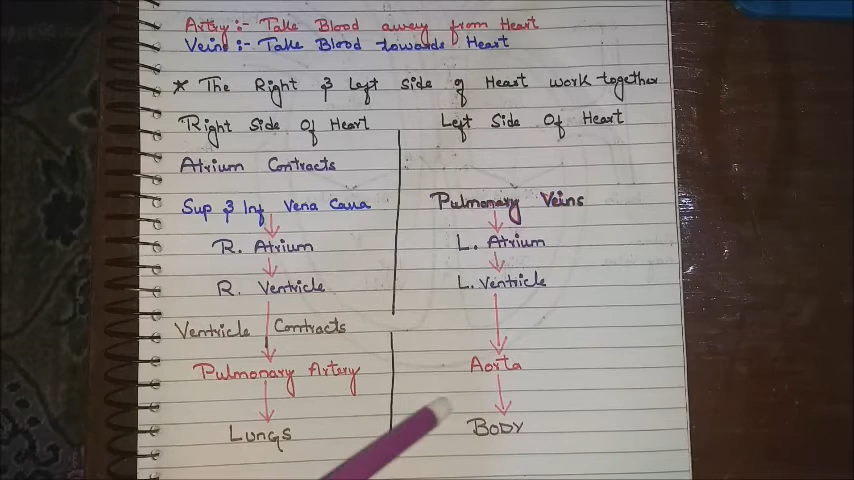 Artry :- Take Blood away from Heart
Veins :- Take Blood towards Heart
* The Right & Left Side of Heart work together
Right Side Of Heart
Atrium Contracts
Sup & Inf Vena Cava
R. Atrium
R. Ventricle
Ventricle Contracts
Pulmonary Artery
Lungs
Left Side Of Heart
Pulmonary Veins
L. Atrium
L. Ventricle
Aorta
BODY